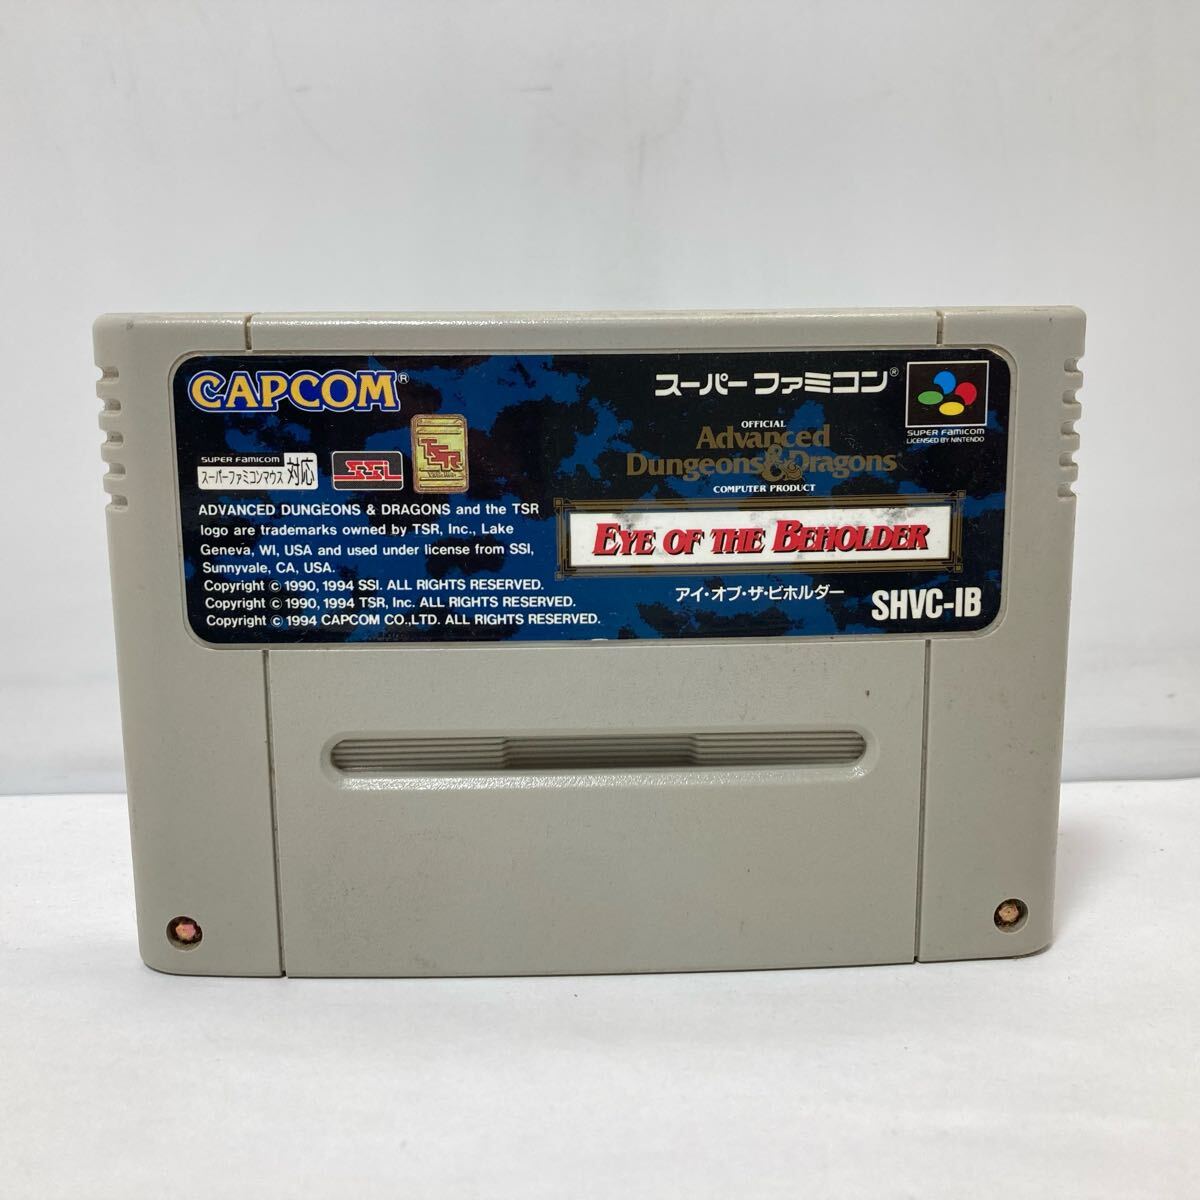 CAPCOM®
スーパーファミコン®
SUPER FAMICOM
LICENSED BY NINTENDO
SUPER FAMICOM
スーパーファミコンマウス対応
SSI
TSR
OFFICIAL
Advanced
Dungeons & Dragons®
COMPUTER PRODUCT
EYE OF THE BEHOLDER
アイ・オブ・ザ・ビホルダー
SHVC-IB
ADVANCED DUNGEONS & DRAGONS and the TSR
logo are trademarks owned by TSR, Inc., Lake
Geneva, WI, USA and used under license from SSI,
Sunnyvale, CA, USA.
Copyright © 1990, 1994 SSI. ALL RIGHTS RESERVED.
Copyright © 1990, 1994 TSR, Inc. ALL RIGHTS RESERVED.
Copyright © 1994 CAPCOM CO.,LTD. ALL RIGHTS RESERVED.